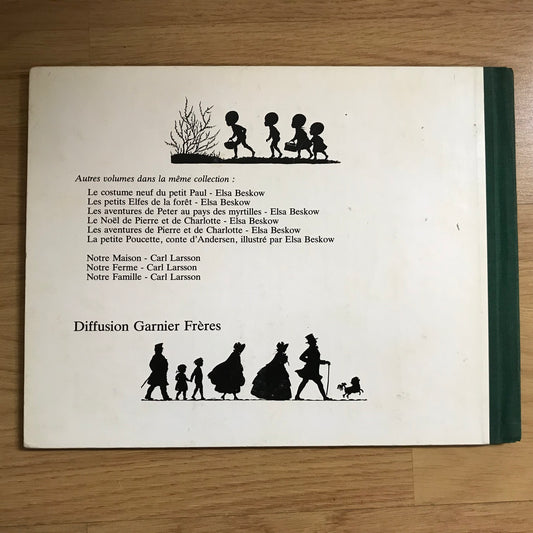 Autres volumes dans la même collection :
Le costume neuf du petit Paul - Elsa Beskow
Les petits Elfes de la forêt - Elsa Beskow
Les aventures de Peter au pays des myrtilles - Elsa Beskow
Le Noël de Pierre et de Charlotte - Elsa Beskow
Les aventures de Pierre et de Charlotte - Elsa Beskow
La petite Poucette, conte d'Andersen, illustré par Elsa Beskow
Notre Maison - Carl Larsson
Notre Ferme - Carl Larsson
Notre Famille - Carl Larsson
Diffusion Garnier Frères